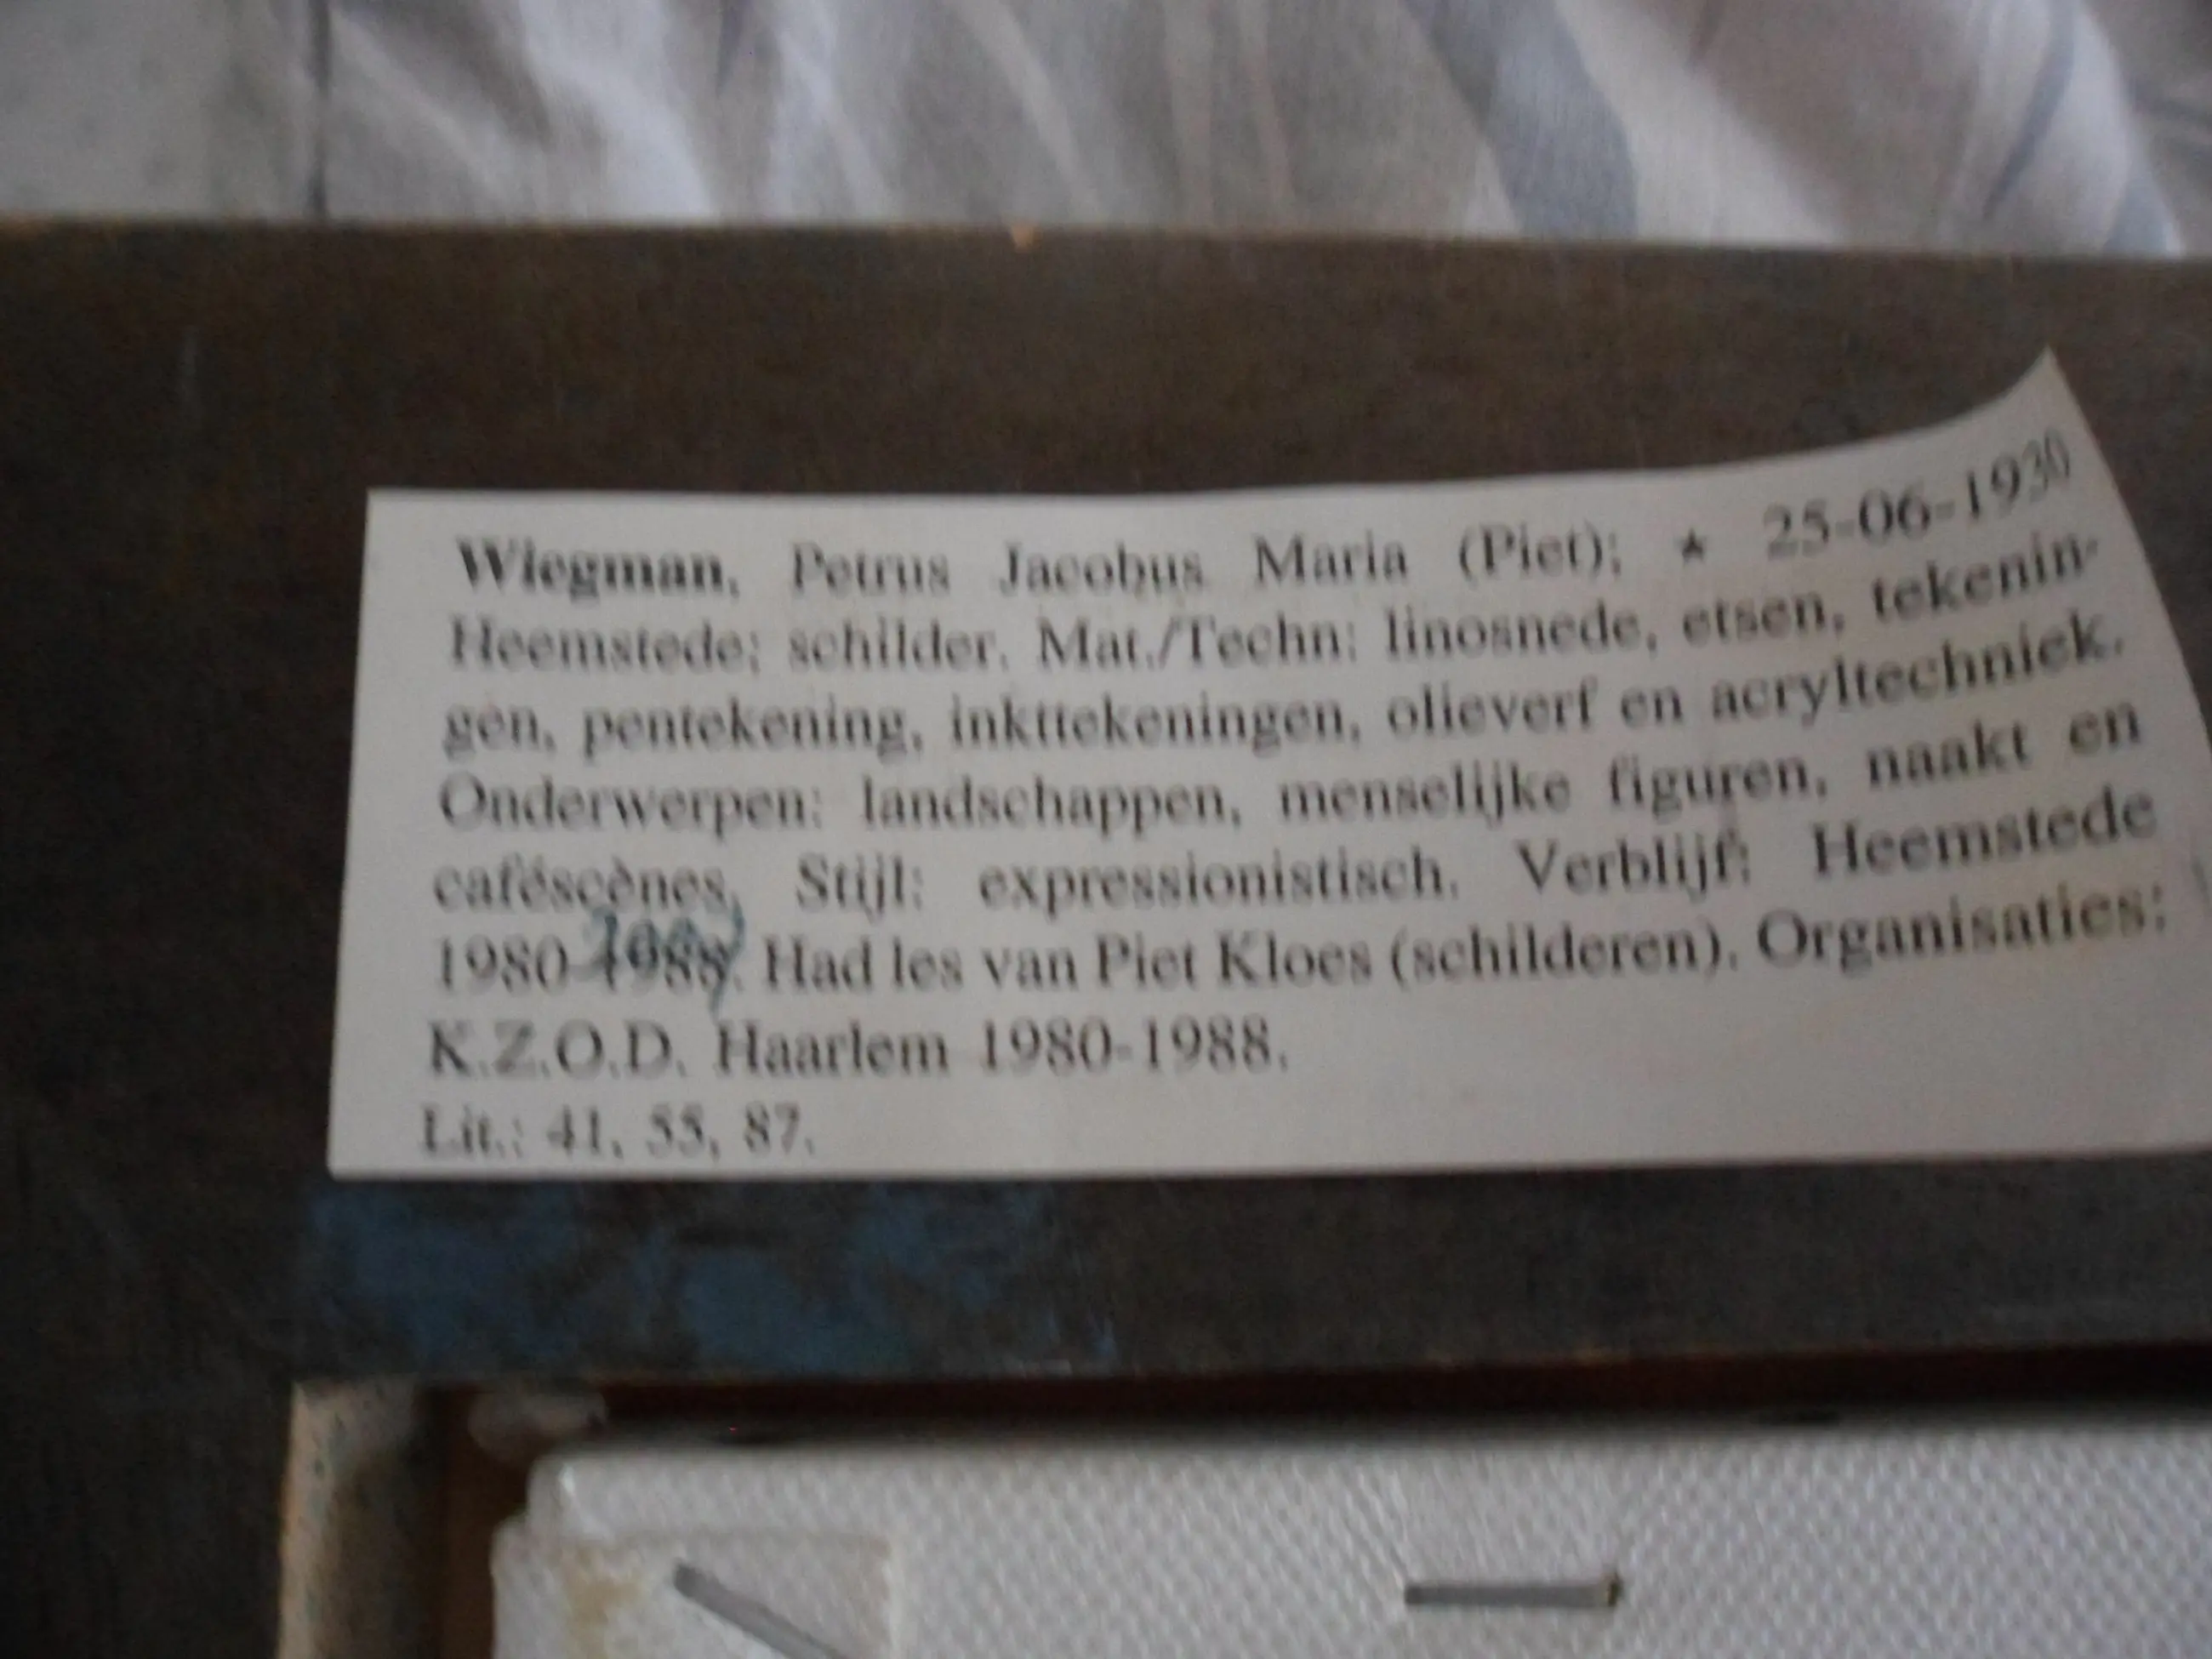 Wiegman, Petrus Jacobus Maria (Piet); * 25-06-1930
Heemstede; schilder. Mat./Techn: linosnede, etsen, tekenin-
gen, pentekening, inkttekeningen, olieverf en acryltechniek.
Onderwerpen: landschappen, menselijke figuren, naakt en
caféscènes. Stijl: expressionistisch. Verblijf: Heemstede
1980-1988. Had les van Piet Kloes (schilderen). Organisaties:
K.Z.O.D. Haarlem 1980-1988.
Lit.: 41, 55, 87.